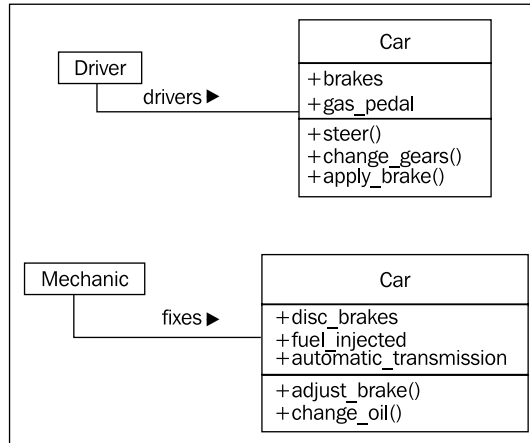 Driver
drivers ▶
Car
+brakes
+gas_pedal
+steer()
+change_gears()
+apply_brake()
Mechanic
fixes ▶
Car
+disc_brakes
+fuel_injected
+automatic_transmission
+adjust_brake()
+change_oil()